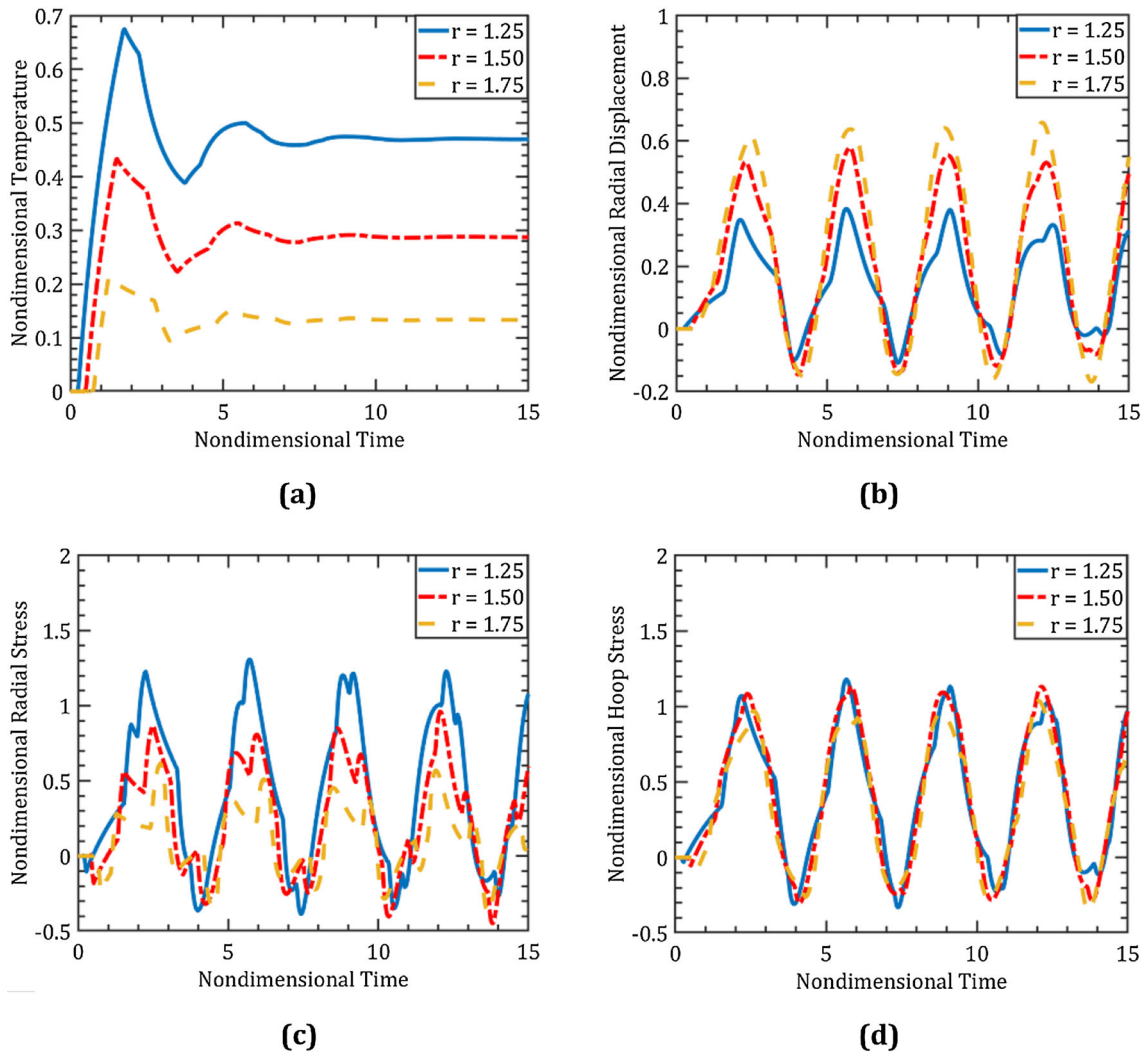 0.7
0.6
0.5
0.4
0.3
0.2
0.1
0
Nondimensional Temperature
r = 1.25
r = 1.50
r = 1.75
0
5
10
15
Nondimensional Time
(a)
1
0.8
0.6
0.4
0.2
0
-0.2
Nondimensional Radial Displacement
r = 1.25
r = 1.50
r = 1.75
0
5
10
15
Nondimensional Time
(b)
2
1.5
1
0.5
0
-0.5
Nondimensional Radial Stress
r = 1.25
r = 1.50
r = 1.75
0
5
10
15
Nondimensional Time
(c)
2
1.5
1
0.5
0
-0.5
Nondimensional Hoop Stress
r = 1.25
r = 1.50
r = 1.75
0
5
10
15
Nondimensional Time
(d)